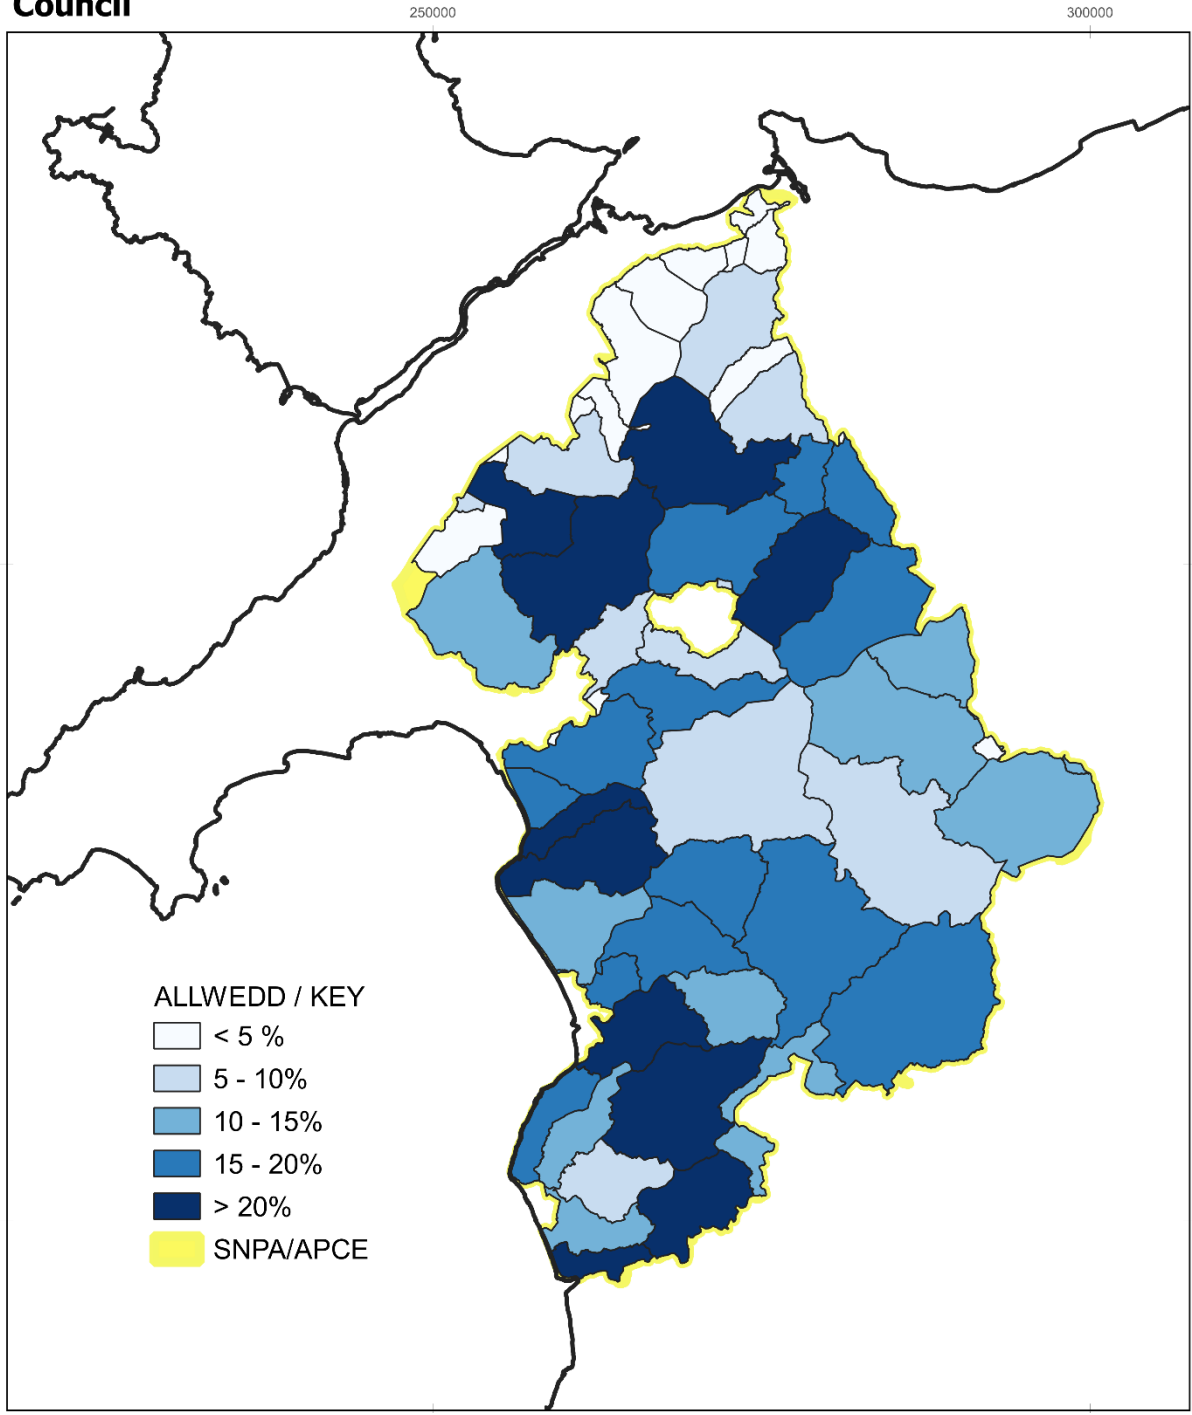 Council
250000 300000
ALLWEDD / KEY
< 5 %
5 - 10%
10 - 15%
15 - 20%
> 20%
SNPA/APCE